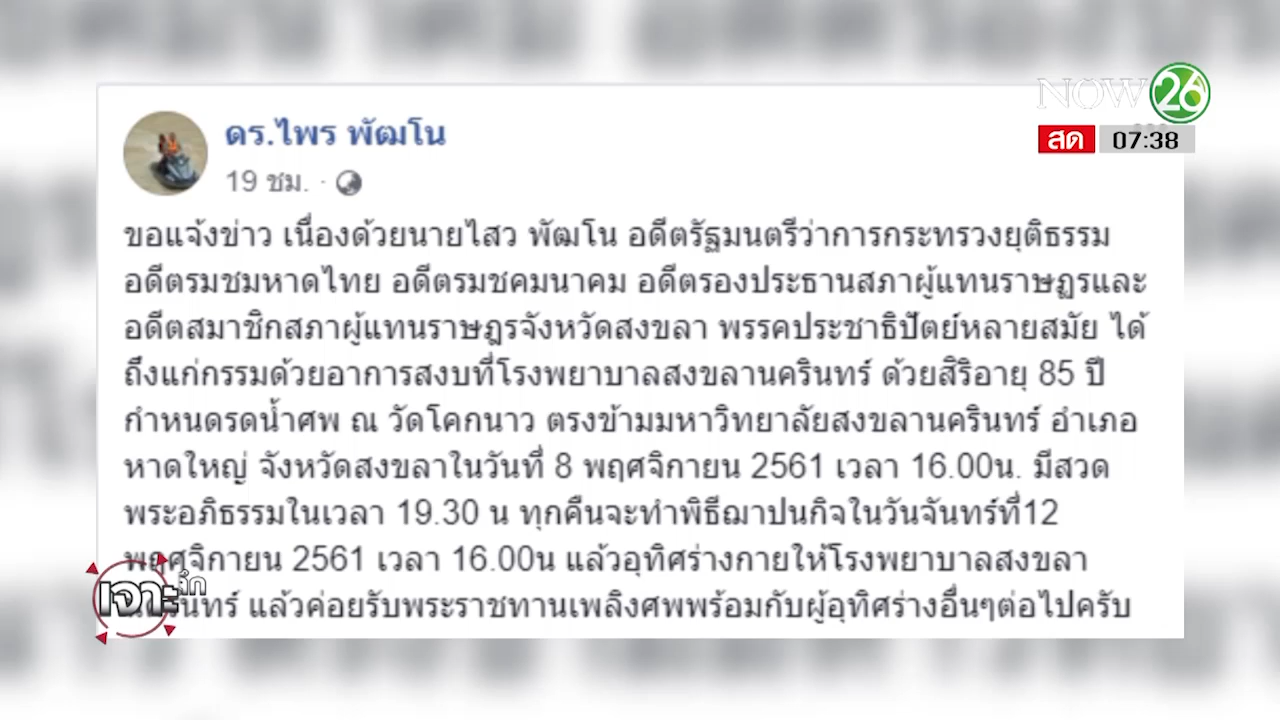 NOW 26
สด 07:38
ดร.ไพร พัฒโน
19 ชม. ·
ขอแจ้งข่าว เนื่องด้วยนายไสว พัฒโน อดีตรัฐมนตรีว่าการกระทรวงยุติธรรม
อดีตรมชมหาดไทย อดีตรมชคมนาคม อดีตรองประธานสภาผู้แทนราษฎรและ
อดีตสมาชิกสภาผู้แทนราษฎรจังหวัดสงขลา พรรคประชาธิปัตย์หลายสมัย ได้
ถึงแก่กรรมด้วยอาการสงบที่โรงพยาบาลสงขลานครินทร์ ด้วยสิริอายุ 85 ปี
กำหนดรดน้ำศพ ณ วัดโคกนาว ตรงข้ามมหาวิทยาลัยสงขลานครินทร์ อำเภอ
หาดใหญ่ จังหวัดสงขลาในวันที่ 8 พฤศจิกายน 2561 เวลา 16.00น. มีสวด
พระอภิธรรมในเวลา 19.30 น ทุกคืนจะทำพิธีฌาปนกิจในวันจันทร์ที่12
พฤศจิกายน 2561 เวลา 16.00น แล้วอุทิศร่างกายให้โรงพยาบาลสงขลา
แล้วค่อยรับพระราชทานเพลิงศพพร้อมกับผู้อุทิศร่างอื่นๆต่อไปครับ
เจาะลึก